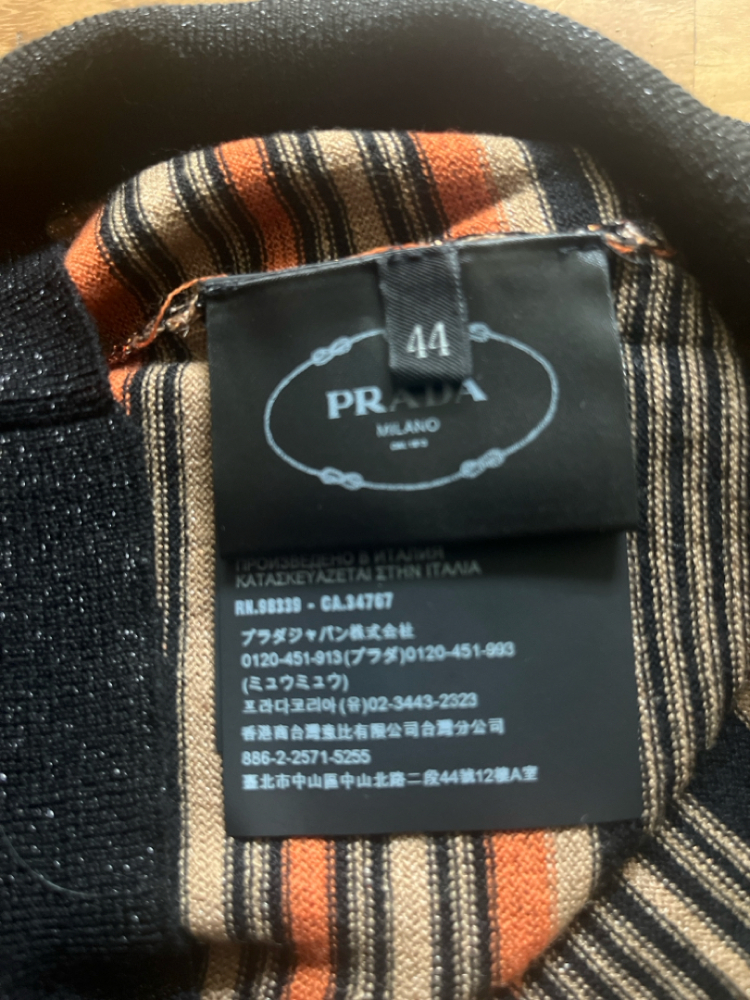 44
PRADA
MILANO
ПРОИЗВЕДЕНО В ИТАЛИИ
ΚΑΤΑΣΚΕΥΑΖΕΤΑΙ ΣΤΗΝ ΙΤΑΛΙΑ
RN.98339 - CA.34767
プラダジャパン株式会社
0120-451-913(プラダ)0120-451-993
(ミュウミュウ)
프라다코리아(유)02-3443-2323
香港商台灣進比有限公司台灣分公司
886-2-2571-5255
臺北市中山區中山北路二段44號12樓A室